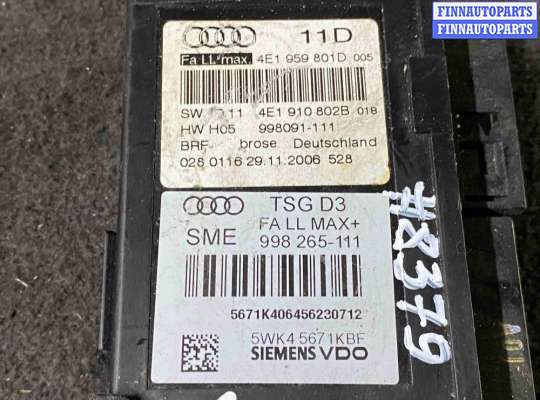 FINNAUTOPARTS
FINNAUTOPARTS
11D
Fa LL max. 4E1 959 801D 005
SW 11 4E1 910 802B 018
HW H05 998091-111
BRF brose Deutschland
028 0116 29.11.2006 528
TSG D3
FA LL MAX+
SME 998 265-111
5671K406456230712
5WK4 5671KBF
SIEMENS VDO
#8379